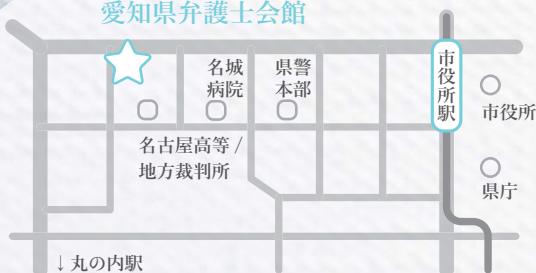 愛知県弁護士会館
名城
病院
県警
本部
市役所駅
市役所
名古屋高等 /
地方裁判所
県庁
↓丸の内駅